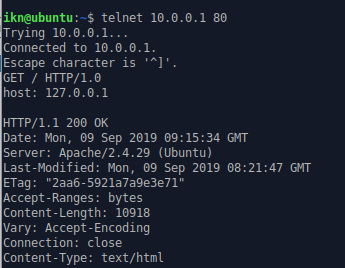 ikn@ubuntu:~$ telnet 10.0.0.1 80
Trying 10.0.0.1...
Connected to 10.0.0.1.
Escape character is '^]'.
GET / HTTP/1.0
host: 127.0.0.1

HTTP/1.1 200 OK
Date: Mon, 09 Sep 2019 09:15:34 GMT
Server: Apache/2.4.29 (Ubuntu)
Last-Modified: Mon, 09 Sep 2019 08:21:47 GMT
ETag: "2aa6-5921a7a9e3e71"
Accept-Ranges: bytes
Content-Length: 10918
Vary: Accept-Encoding
Connection: close
Content-Type: text/html